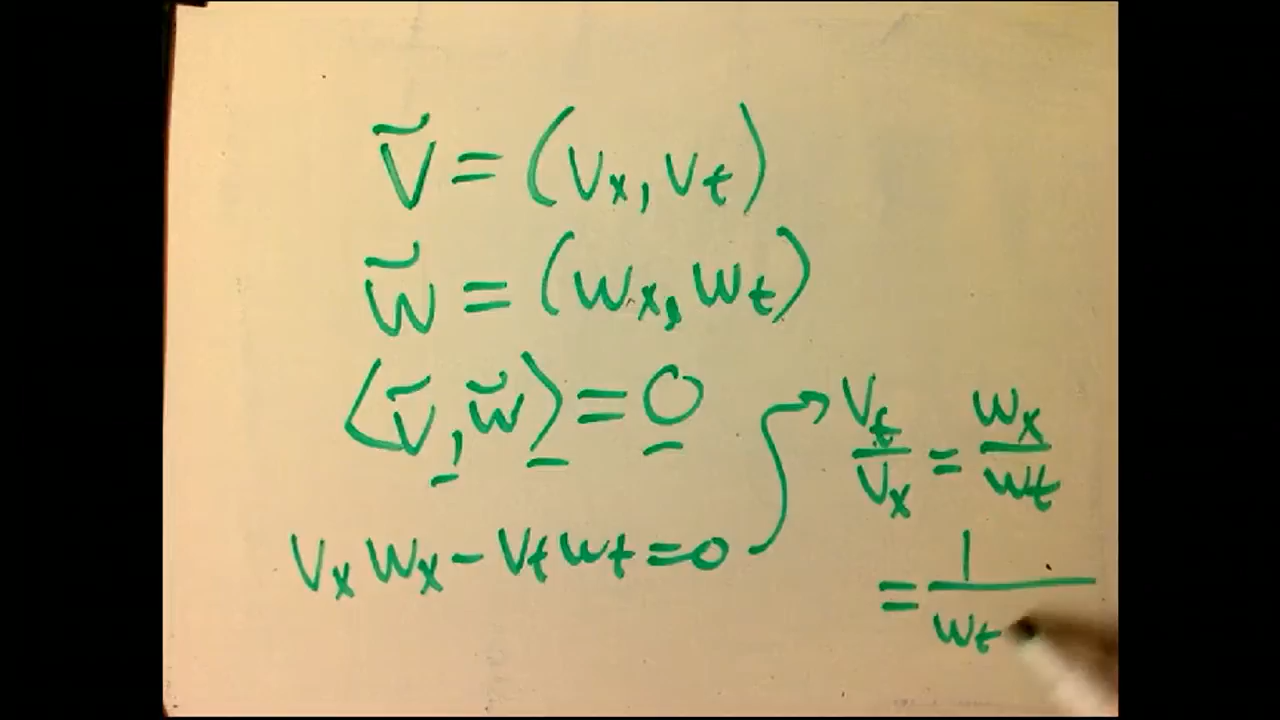 ṽ = (vₓ, vₜ)
w̃ = (wₓ, wₜ)
⟨ṽ, w̃⟩ = 0
vₓ wₓ - vₜ wₜ = 0
vₜ/vₓ = wₓ/wₜ
= 1/wₜ